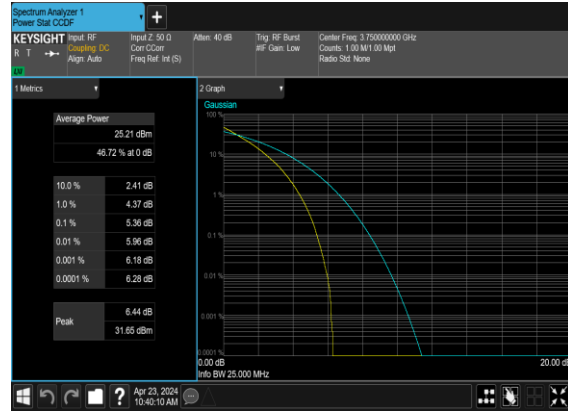 Spectrum Analyzer 1
Power Stat CCDF
KEYSIGHT
R T
LXI
Input: RF
Coupling: DC
Align: Auto
Input Z: 50 Ω
Corr CCorr
Freq Ref: Int (S)
Atten: 40 dB
Trig: RF Burst
#IF Gain: Low
Center Freq: 3.750000000 GHz
Counts: 1.00 M/1.00 Mpt
Radio Std: None
1 Metrics
Average Power
25.21 dBm
46.72 % at 0 dB
10.0 % 2.41 dB
1.0 % 4.37 dB
0.1 % 5.36 dB
0.01 % 5.96 dB
0.001 % 6.18 dB
0.0001 % 6.28 dB
Peak
6.44 dB
31.65 dBm
2 Graph
Gaussian
100 %
10 %
1 %
0.1 %
0.01 %
0.001 %
0.0001 %
0.00 dB
20.00 dB
Info BW 25.000 MHz
Apr 23, 2024
10:40:10 AM